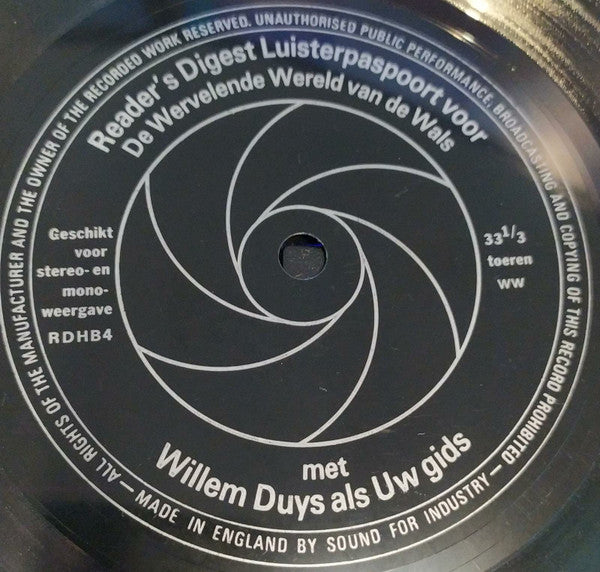 Reader's Digest Luisterpaspoort voor
De Wervelende Wereld van de Wals
Geschikt
voor
stereo- en
mono-
weergave
RDHB4
33 1/3
toeren
WW
met
Willem Duys als Uw gids
ALL RIGHTS OF THE MANUFACTURER AND THE OWNER OF THE RECORDED WORK RESERVED. UNAUTHORISED PUBLIC PERFORMANCE, BROADCASTING AND COPYING OF THIS RECORD PROHIBITED — MADE IN ENGLAND BY SOUND FOR INDUSTRY —